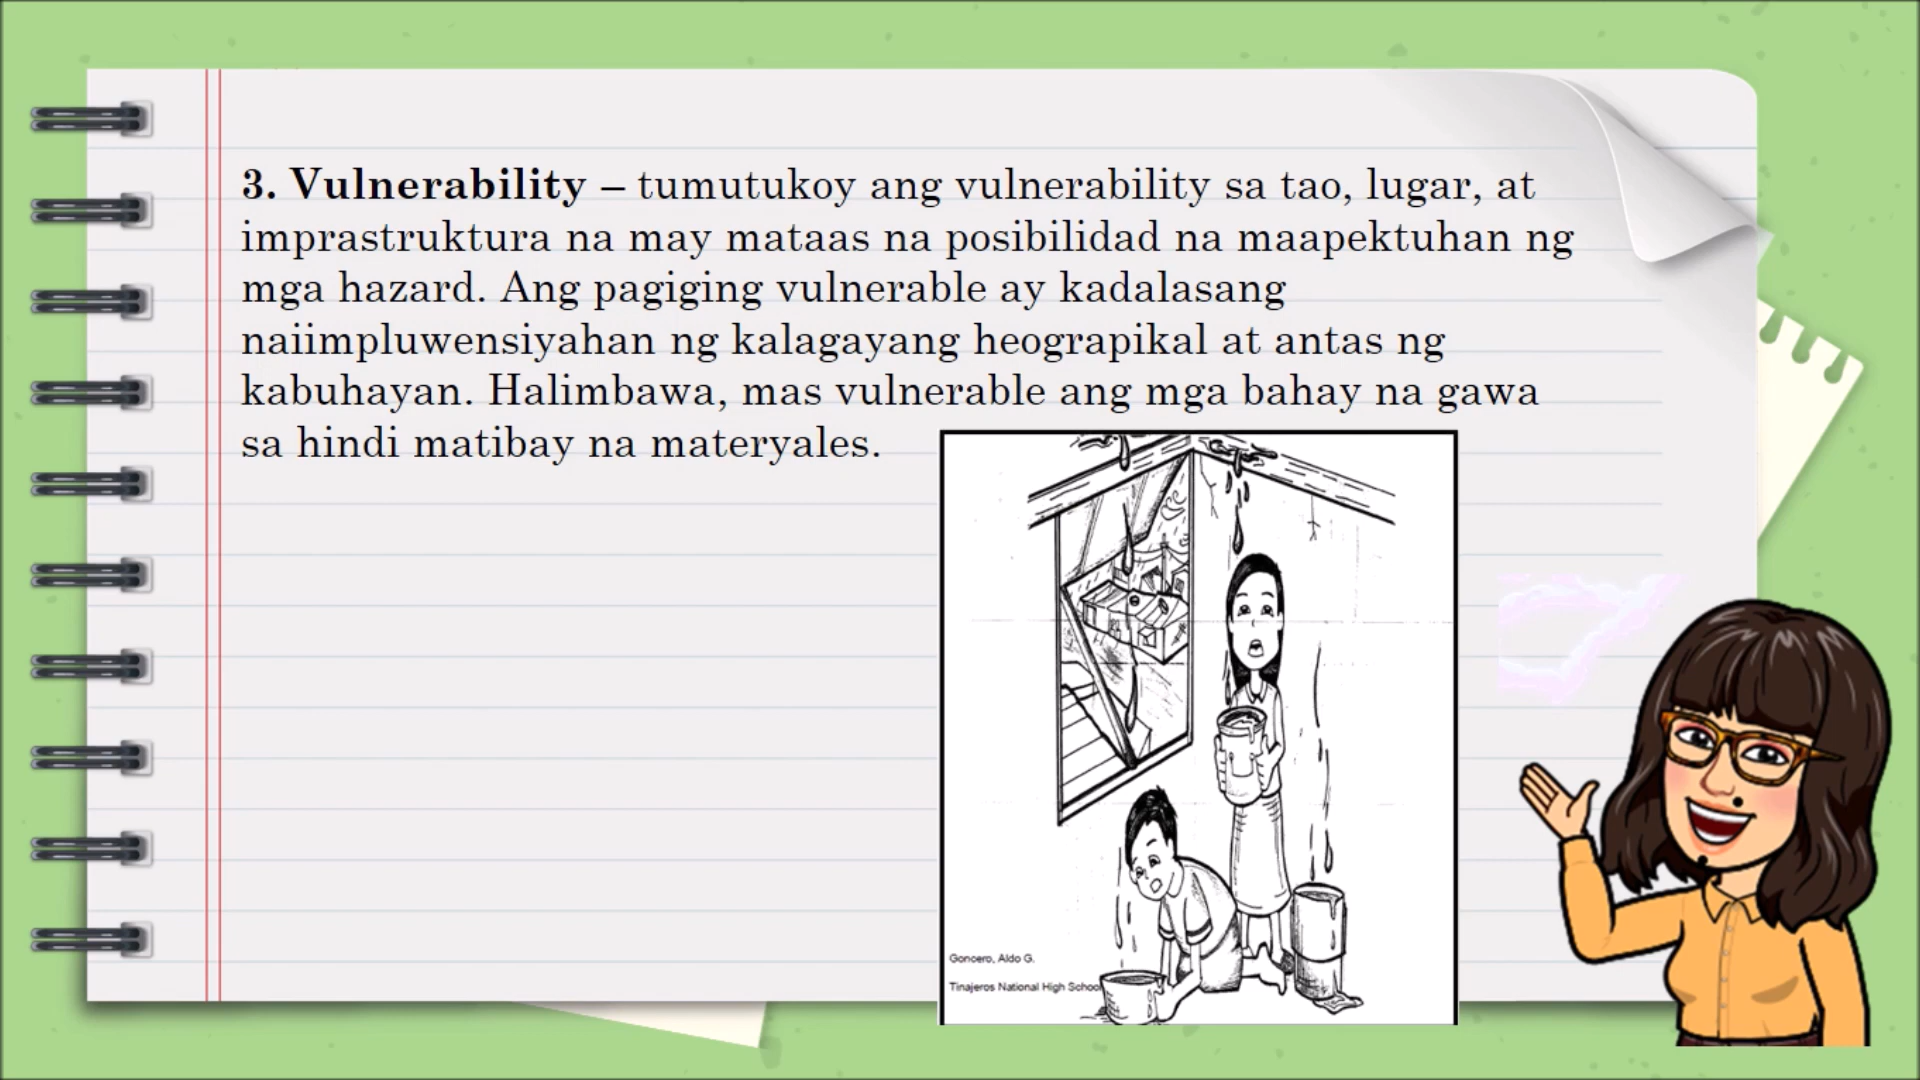 3. Vulnerability – tumutukoy ang vulnerability sa tao, lugar, at
imprastruktura na may mataas na posibilidad na maapektuhan ng
mga hazard. Ang pagiging vulnerable ay kadalasang
naiimpluwensiyahan ng kalagayang heograpikal at antas ng
kabuhayan. Halimbawa, mas vulnerable ang mga bahay na gawa
sa hindi matibay na materyales.
Goncero, Aldo G.
Tinajeros National High School